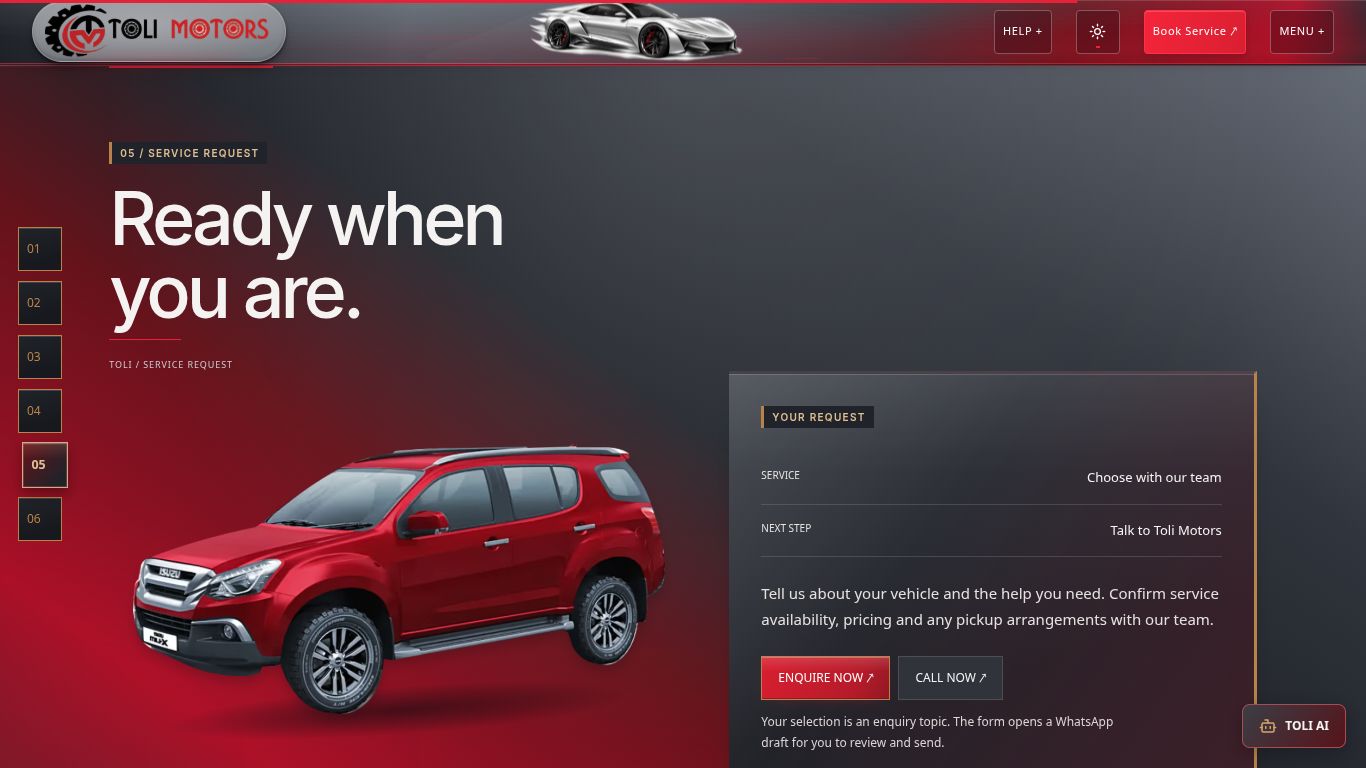 TOLI MOTORS
HELP +
Book Service ↗
MENU +
05 / SERVICE REQUEST
Ready when
you are.
TOLI / SERVICE REQUEST
01
02
03
04
05
06
ISUZU
mu-X
YOUR REQUEST
SERVICE
Choose with our team
NEXT STEP
Talk to Toli Motors
Tell us about your vehicle and the help you need. Confirm service
availability, pricing and any pickup arrangements with our team.
ENQUIRE NOW ↗
CALL NOW ↗
Your selection is an enquiry topic. The form opens a WhatsApp
draft for you to review and send.
TOLI AI